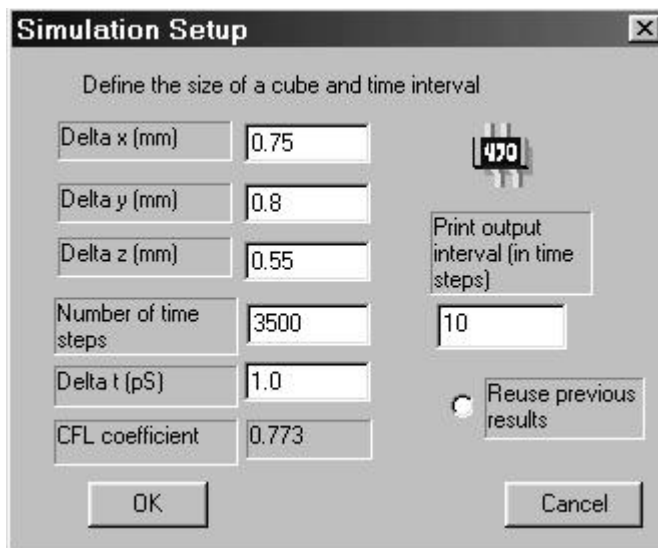 Simulation Setup
Define the size of a cube and time interval
Delta x (mm)
0.75
Delta y (mm)
0.8
Delta z (mm)
0.55
Number of time
steps
3500
Delta t (pS)
1.0
CFL coefficient
0.773
470
Print output
interval (in time
steps)
10
Reuse previous
results
OK
Cancel